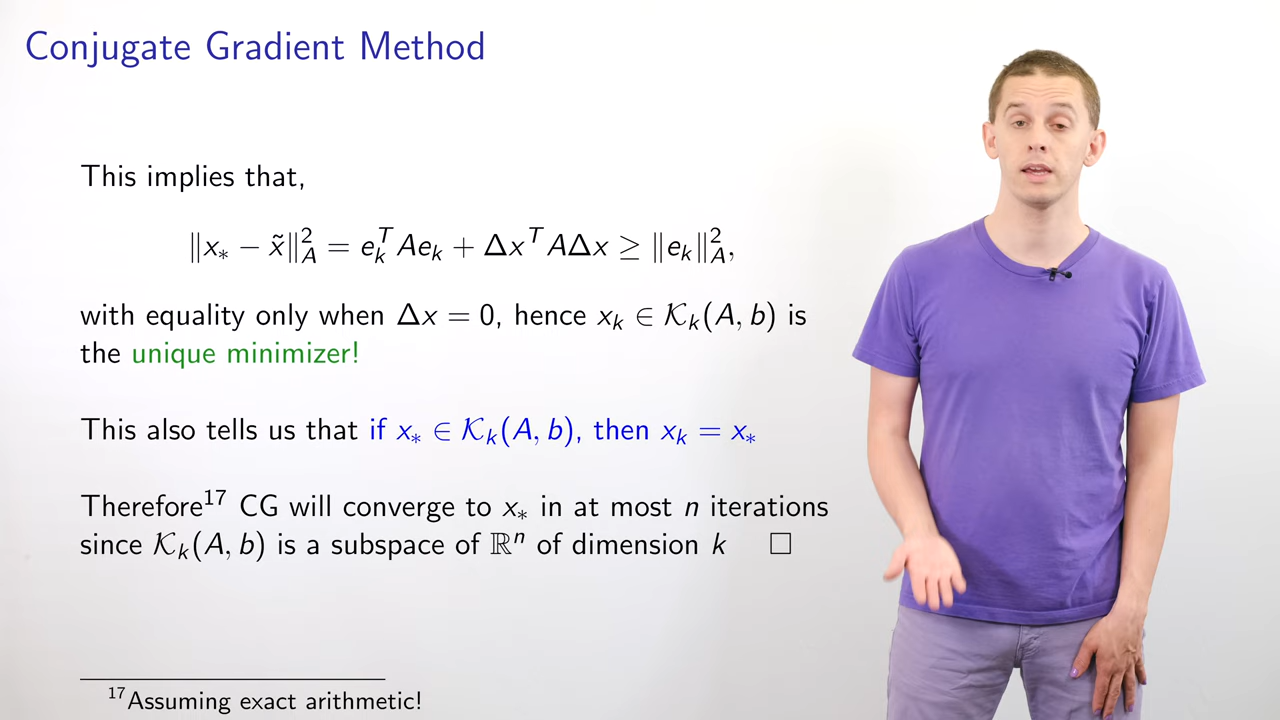 Conjugate Gradient Method
This implies that,
‖x∗ − x̃‖²_A = e_k^T Ae_k + Δx^T AΔx ≥ ‖e_k‖²_A,
with equality only when Δx = 0, hence x_k ∈ 𝒦_k(A, b) is
the unique minimizer!
This also tells us that if x∗ ∈ 𝒦_k(A, b), then x_k = x∗
Therefore¹⁷ CG will converge to x∗ in at most n iterations
since 𝒦_k(A, b) is a subspace of ℝⁿ of dimension k □
¹⁷Assuming exact arithmetic!